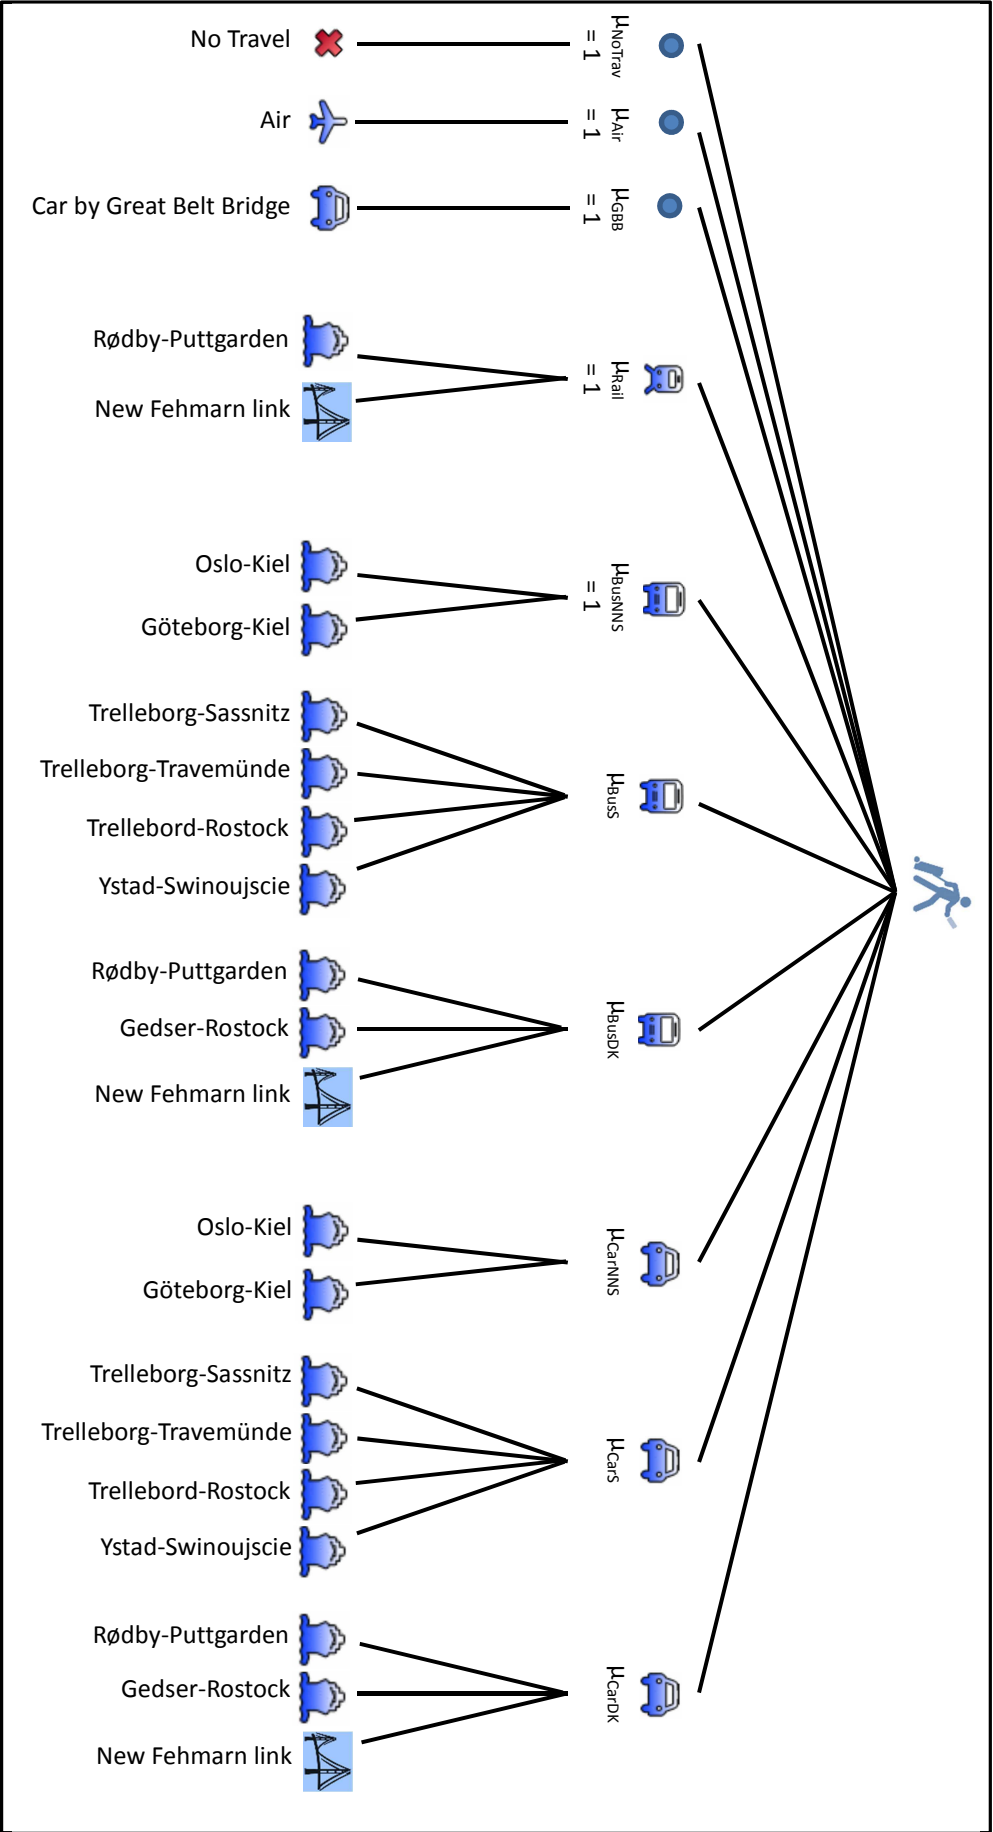 No Travel
μNoTrav
= 1
Air
μAir
= 1
Car by Great Belt Bridge
μGBB
= 1
Rødby-Puttgarden
New Fehmarn link
μRail
= 1
Oslo-Kiel
Göteborg-Kiel
μBusNNS
= 1
Trelleborg-Sassnitz
Trelleborg-Travemünde
Trellebord-Rostock
Ystad-Swinoujscie
μBusS
Rødby-Puttgarden
Gedser-Rostock
New Fehmarn link
μBusDK
Oslo-Kiel
Göteborg-Kiel
μCarNNS
Trelleborg-Sassnitz
Trelleborg-Travemünde
Trellebord-Rostock
Ystad-Swinoujscie
μCarS
Rødby-Puttgarden
Gedser-Rostock
New Fehmarn link
μCarDK